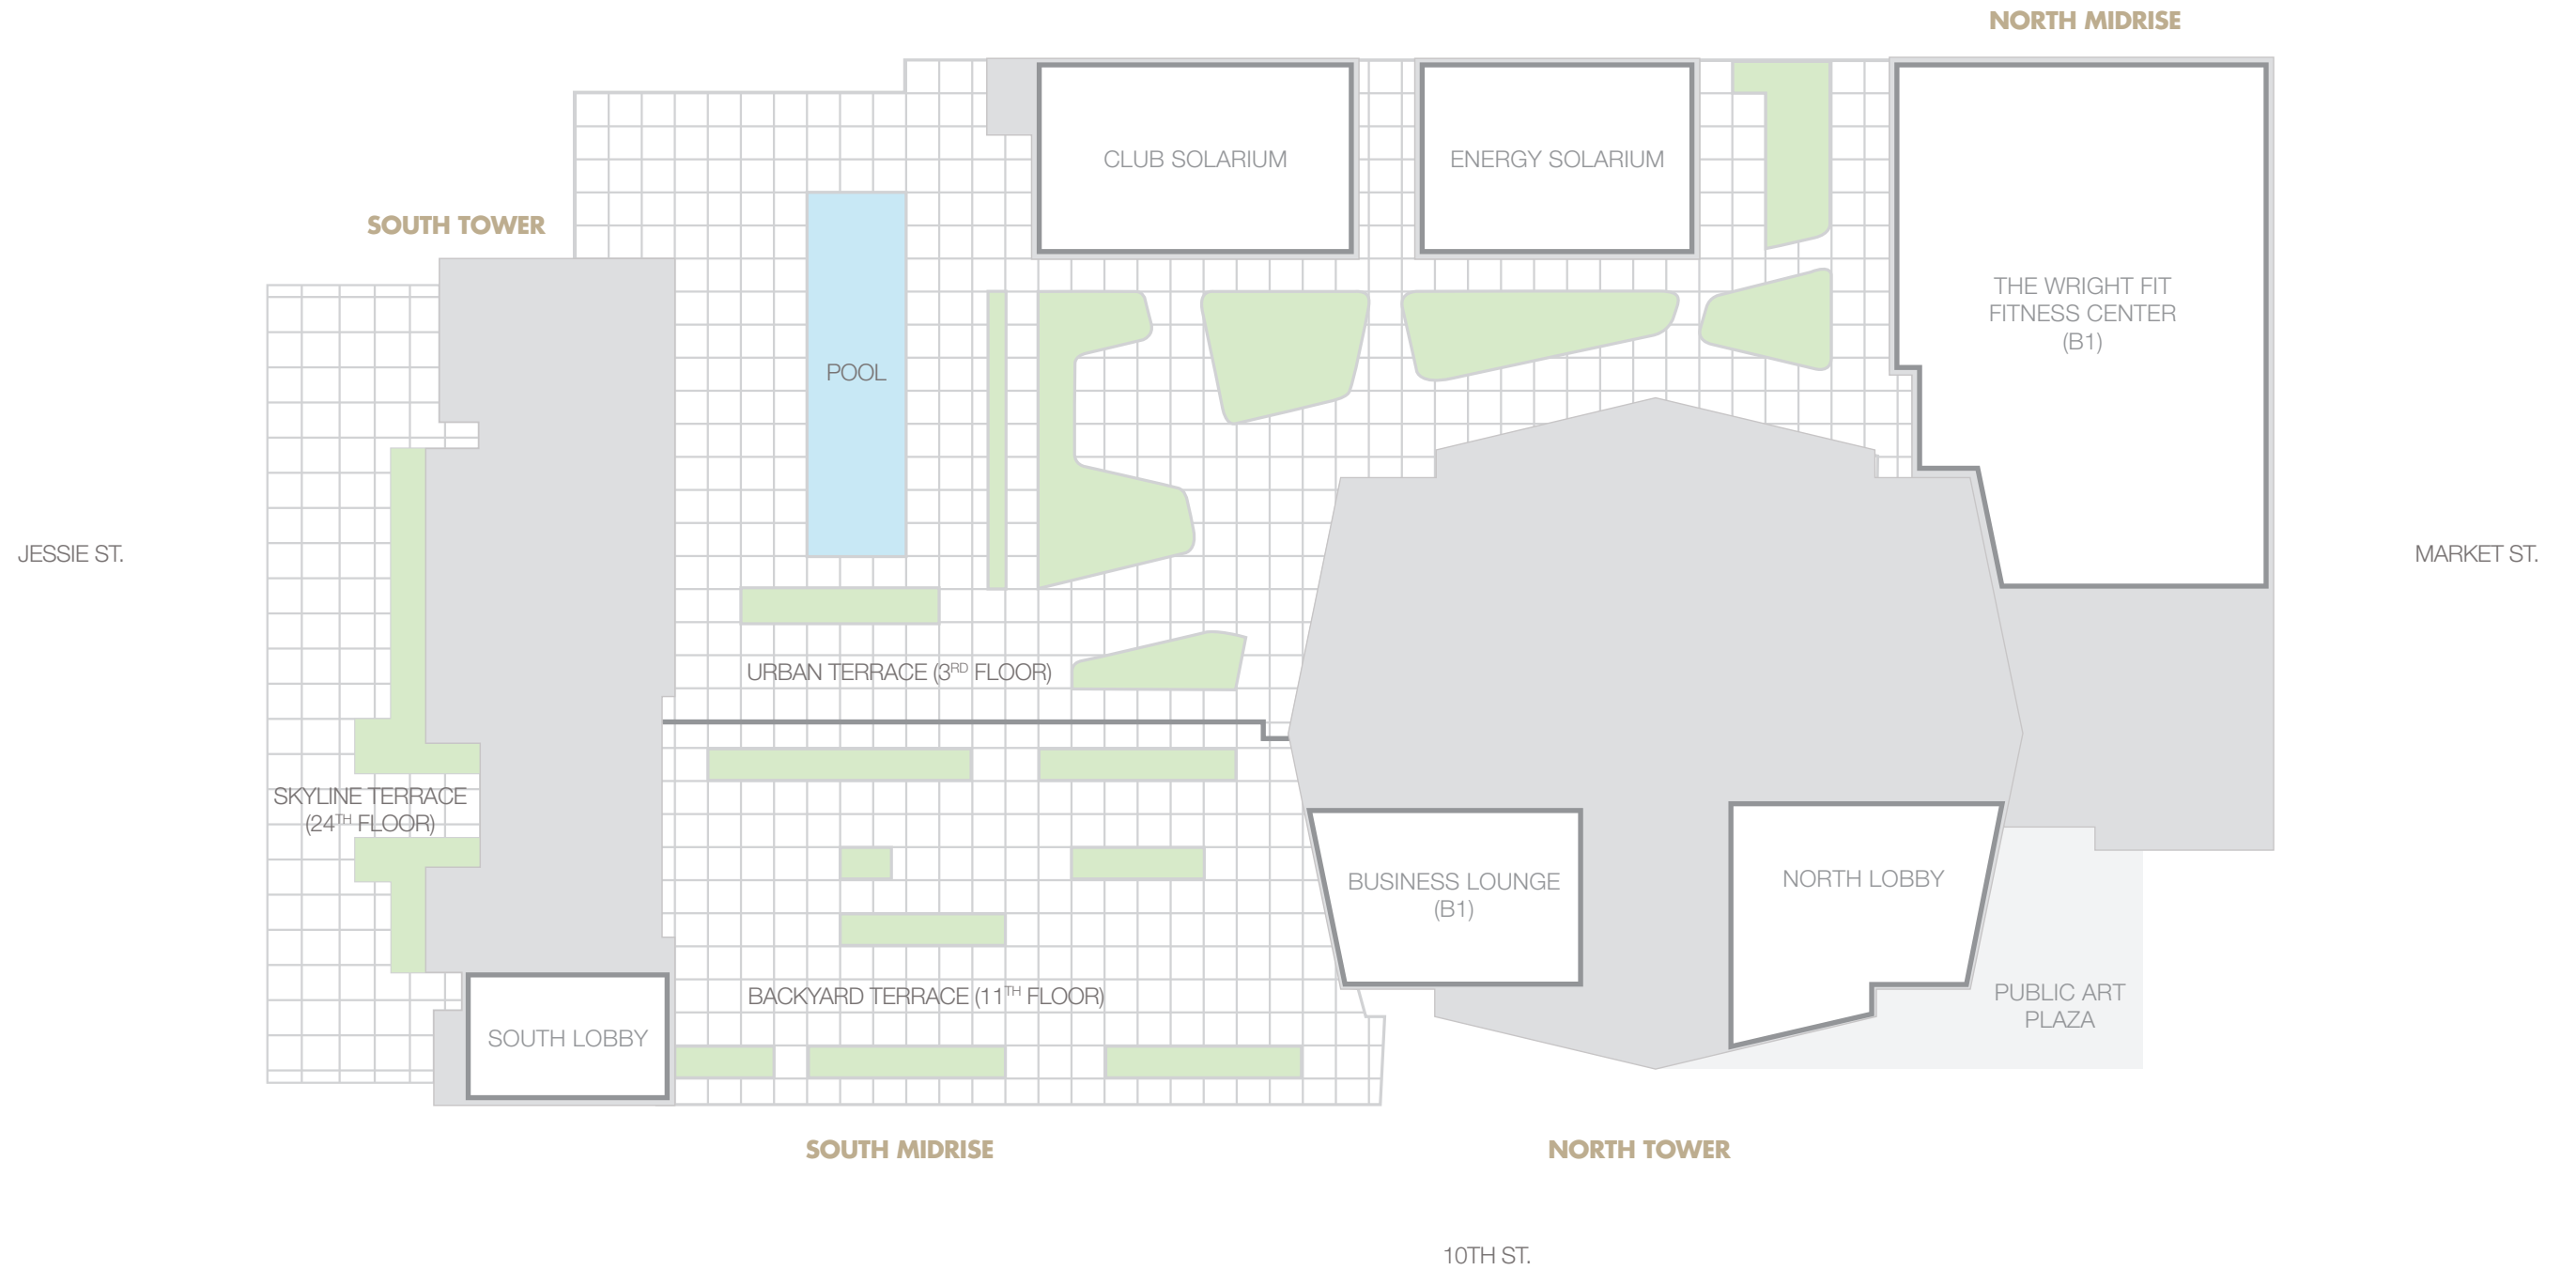 NORTH MIDRISE
CLUB SOLARIUM
ENERGY SOLARIUM
SOUTH TOWER
THE WRIGHT FIT
FITNESS CENTER
(B1)
POOL
JESSIE ST.
MARKET ST.
URBAN TERRACE (3RD FLOOR)
SKYLINE TERRACE
(24TH FLOOR)
BUSINESS LOUNGE
(B1)
NORTH LOBBY
BACKYARD TERRACE (11TH FLOOR)
PUBLIC ART
PLAZA
SOUTH LOBBY
SOUTH MIDRISE
NORTH TOWER
10TH ST.